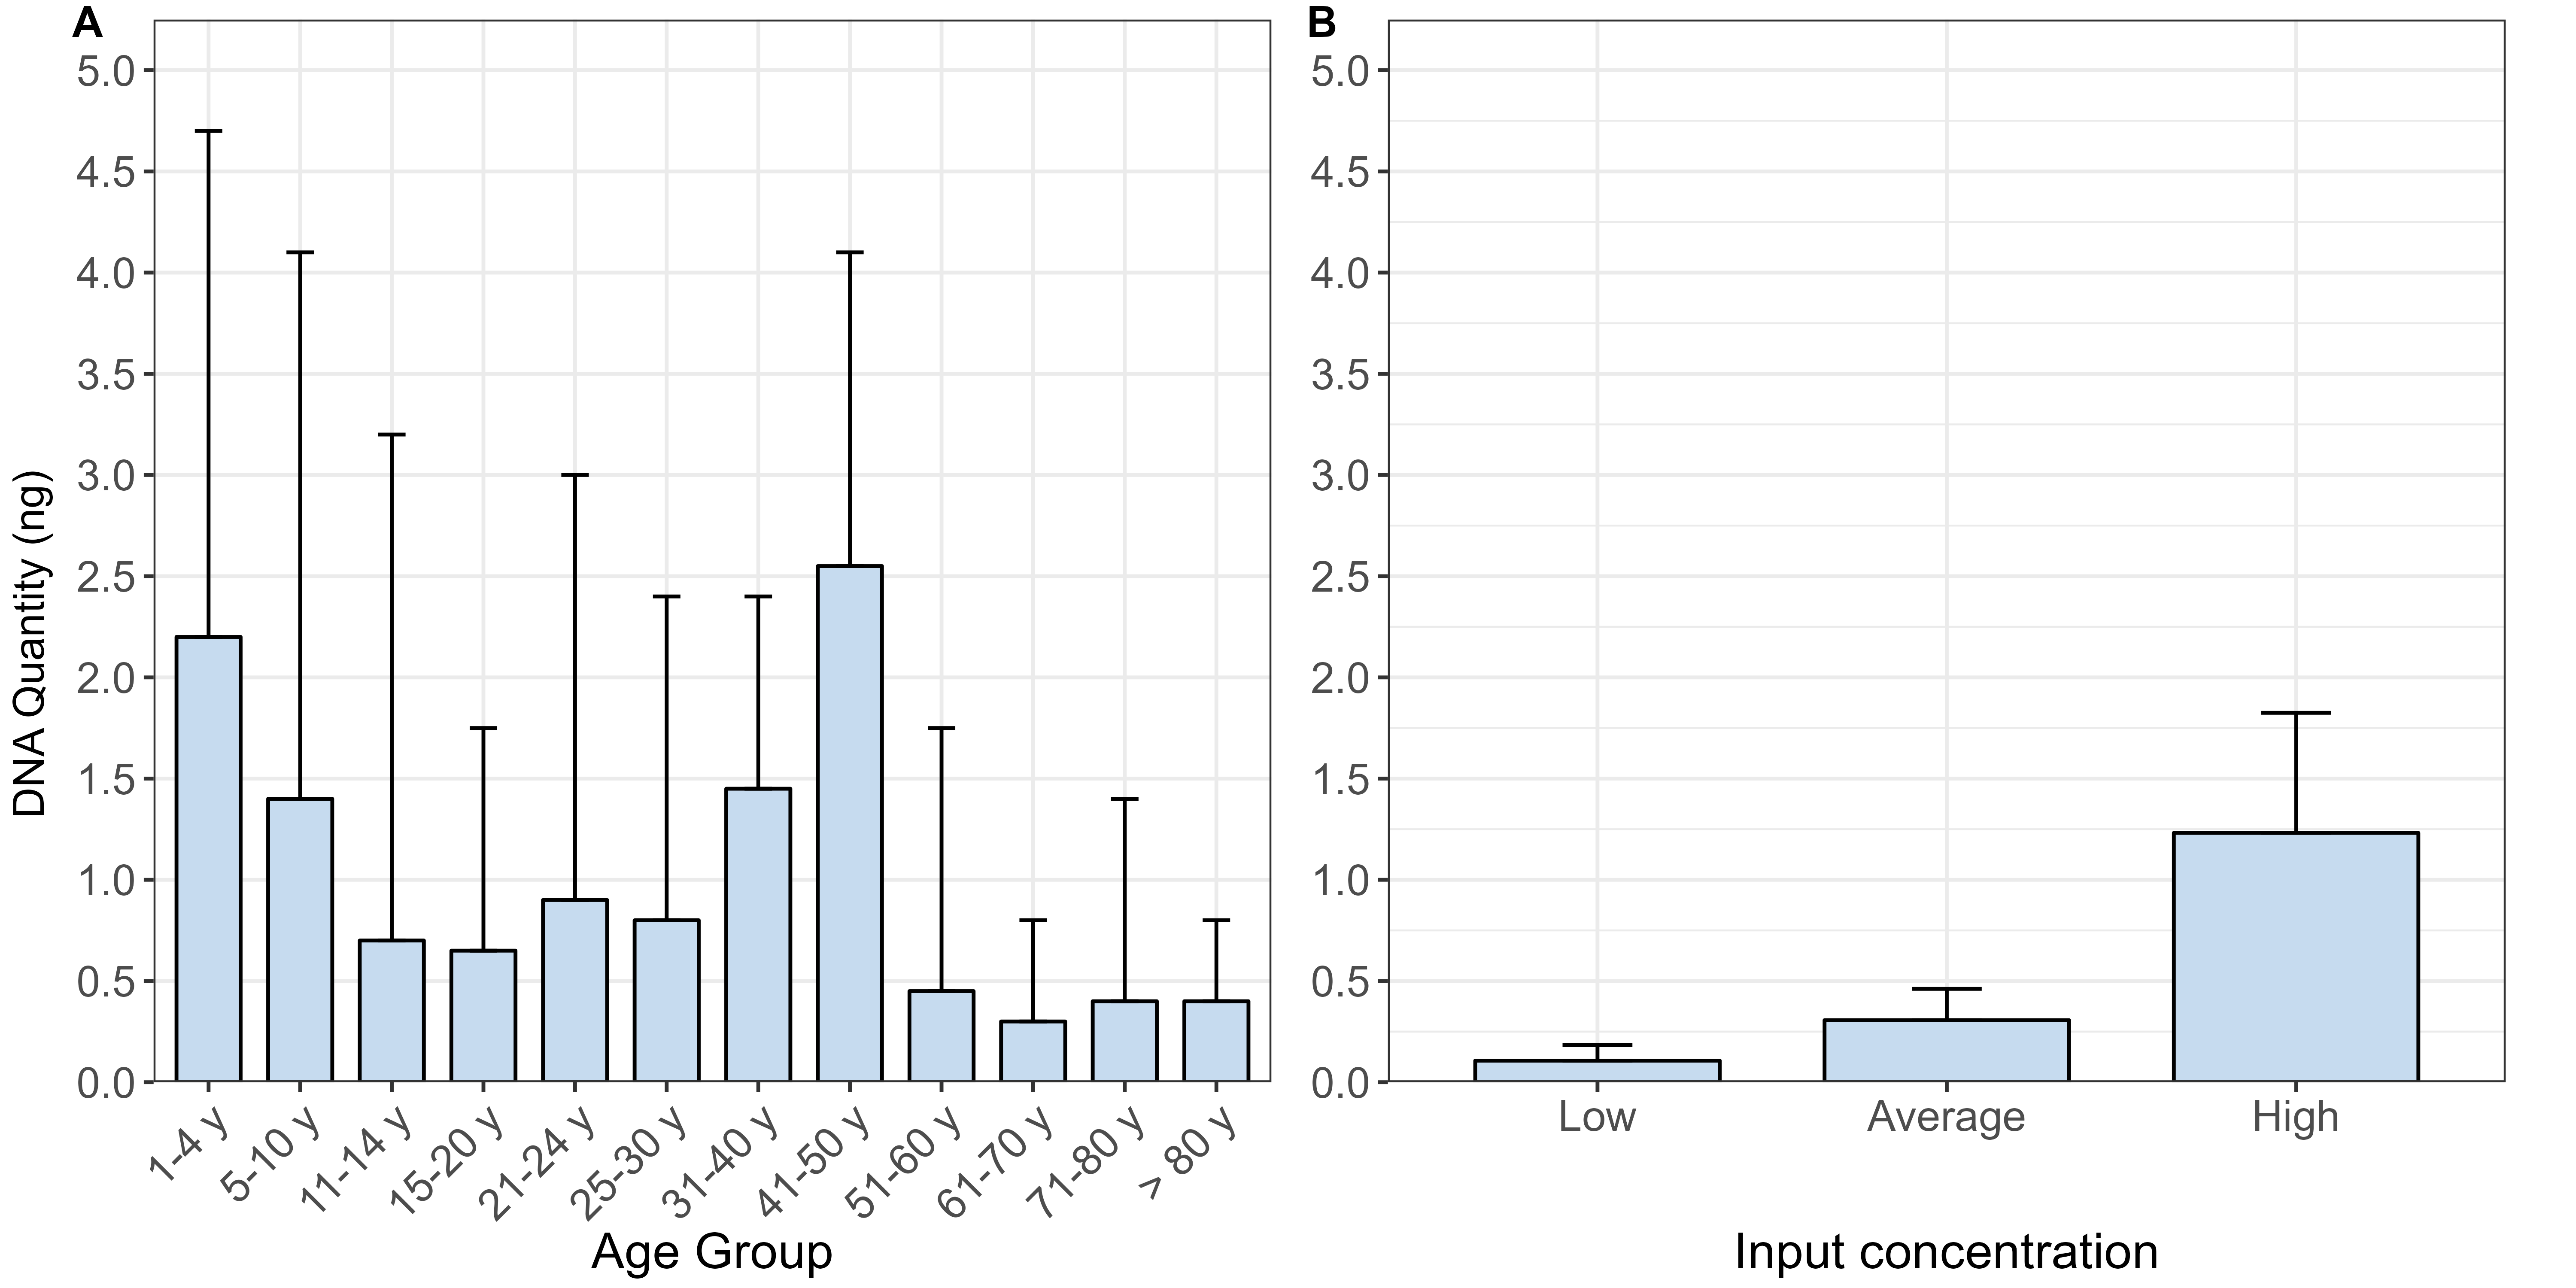 A
B
DNA Quantity (ng)
5.0
4.5
4.0
3.5
3.0
2.5
2.0
1.5
1.0
0.5
0.0
1-4 y
5-10 y
11-14 y
15-20 y
21-24 y
25-30 y
31-40 y
41-50 y
51-60 y
61-70 y
71-80 y
> 80 y
Age Group
5.0
4.5
4.0
3.5
3.0
2.5
2.0
1.5
1.0
0.5
0.0
Low
Average
High
Input concentration